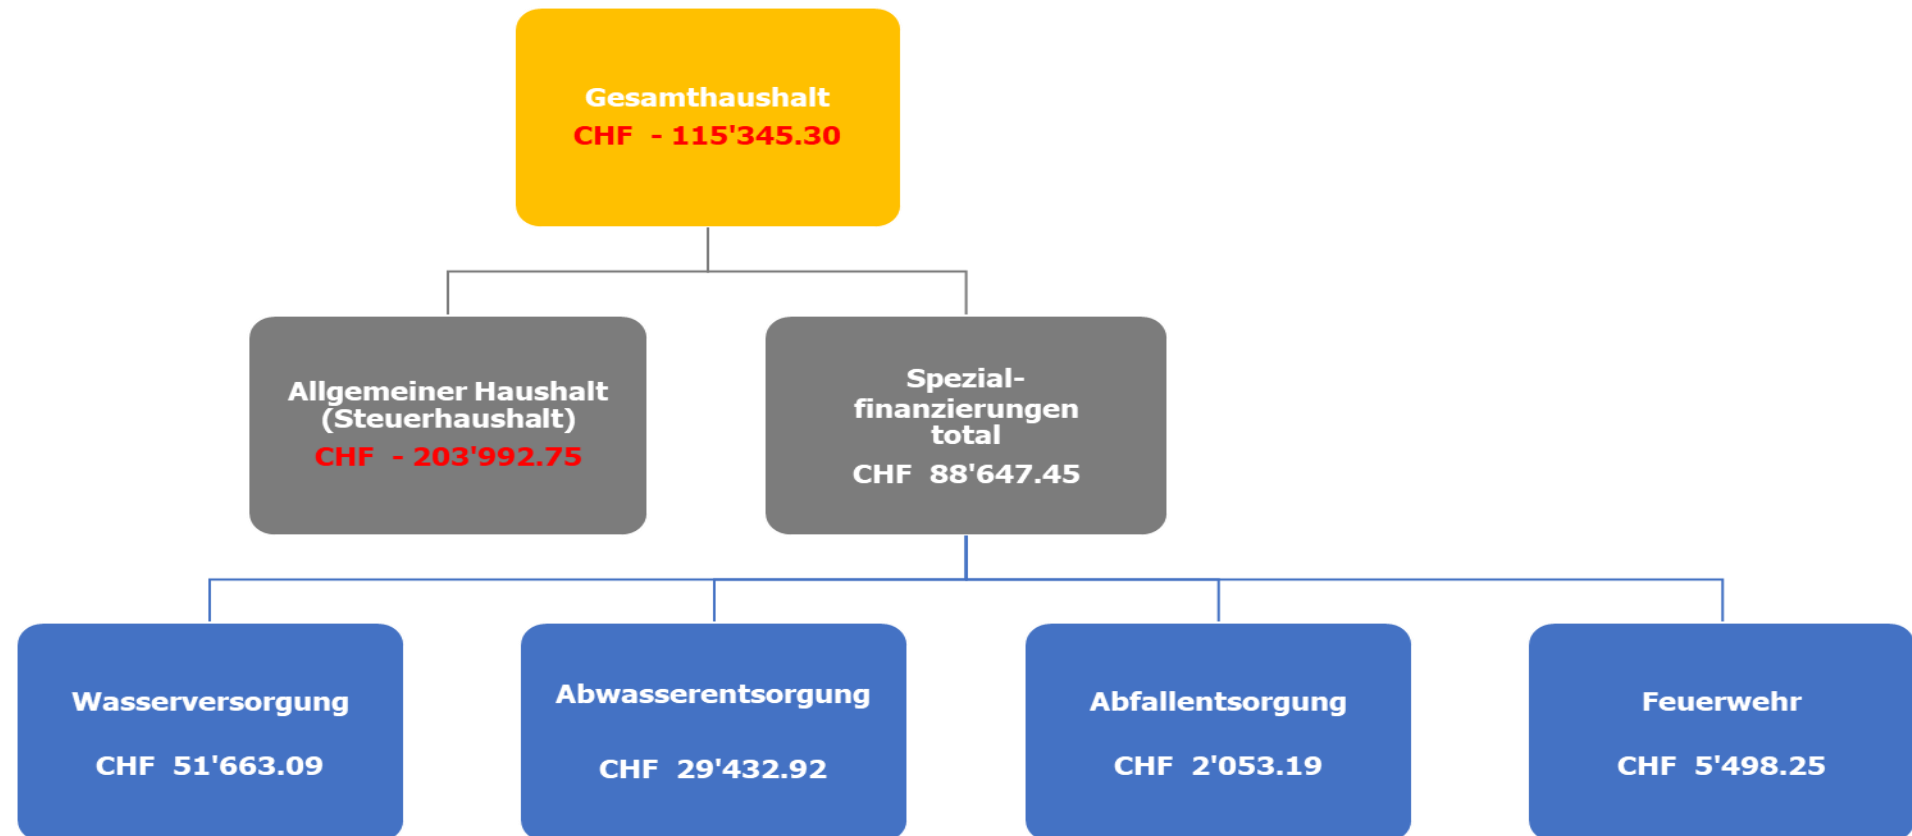 Gesamthaushalt
CHF - 115'345.30
Allgemeiner Haushalt
(Steuerhaushalt)
CHF - 203'992.75
Spezial-
finanzierungen
total
CHF 88'647.45
Wasserversorgung
CHF 51'663.09
Abwasserentsorgung
CHF 29'432.92
Abfallentsorgung
CHF 2'053.19
Feuerwehr
CHF 5'498.25